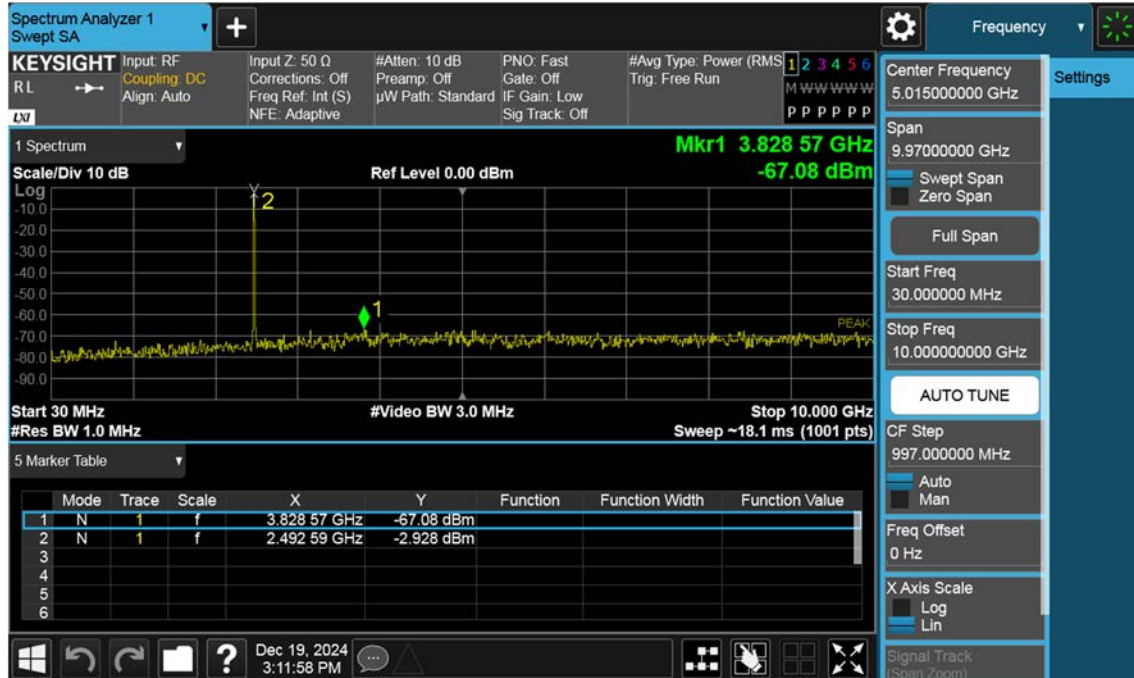 Spectrum Analyzer 1
Swept SA
Frequency
KEYSIGHT
Input: RF
Coupling: DC
Align: Auto
Input Z: 50 Ω
Corrections: Off
Freq Ref: Int (S)
NFE: Adaptive
#Atten: 10 dB
Preamp: Off
µW Path: Standard
PNO: Fast
Gate: Off
IF Gain: Low
Sig Track: Off
#Avg Type: Power (RMS
Trig: Free Run
1 2 3 4 5 6
M W W W W W
P P P P P P
R L
LXI
Center Frequency
5.015000000 GHz
Settings
Span
9.97000000 GHz
Swept Span
Zero Span
Full Span
Start Freq
30.000000 MHz
Stop Freq
10.000000000 GHz
AUTO TUNE
CF Step
997.000000 MHz
Auto
Man
Freq Offset
0 Hz
X Axis Scale
Log
Lin
Signal Track
(Span Zoom)
1 Spectrum
Mkr1 3.828 57 GHz
-67.08 dBm
Scale/Div 10 dB
Ref Level 0.00 dBm
Log
-10.0
-20.0
-30.0
-40.0
-50.0
-60.0
-70.0
-80.0
-90.0
2
1
PEAK
Start 30 MHz
#Video BW 3.0 MHz
Stop 10.000 GHz
#Res BW 1.0 MHz
Sweep ~18.1 ms (1001 pts)
5 Marker Table
Mode Trace Scale X Y Function Function Width Function Value
1 N 1 f 3.828 57 GHz -67.08 dBm
2 N 1 f 2.492 59 GHz -2.928 dBm
3
4
5
6
Dec 19, 2024
3:11:58 PM